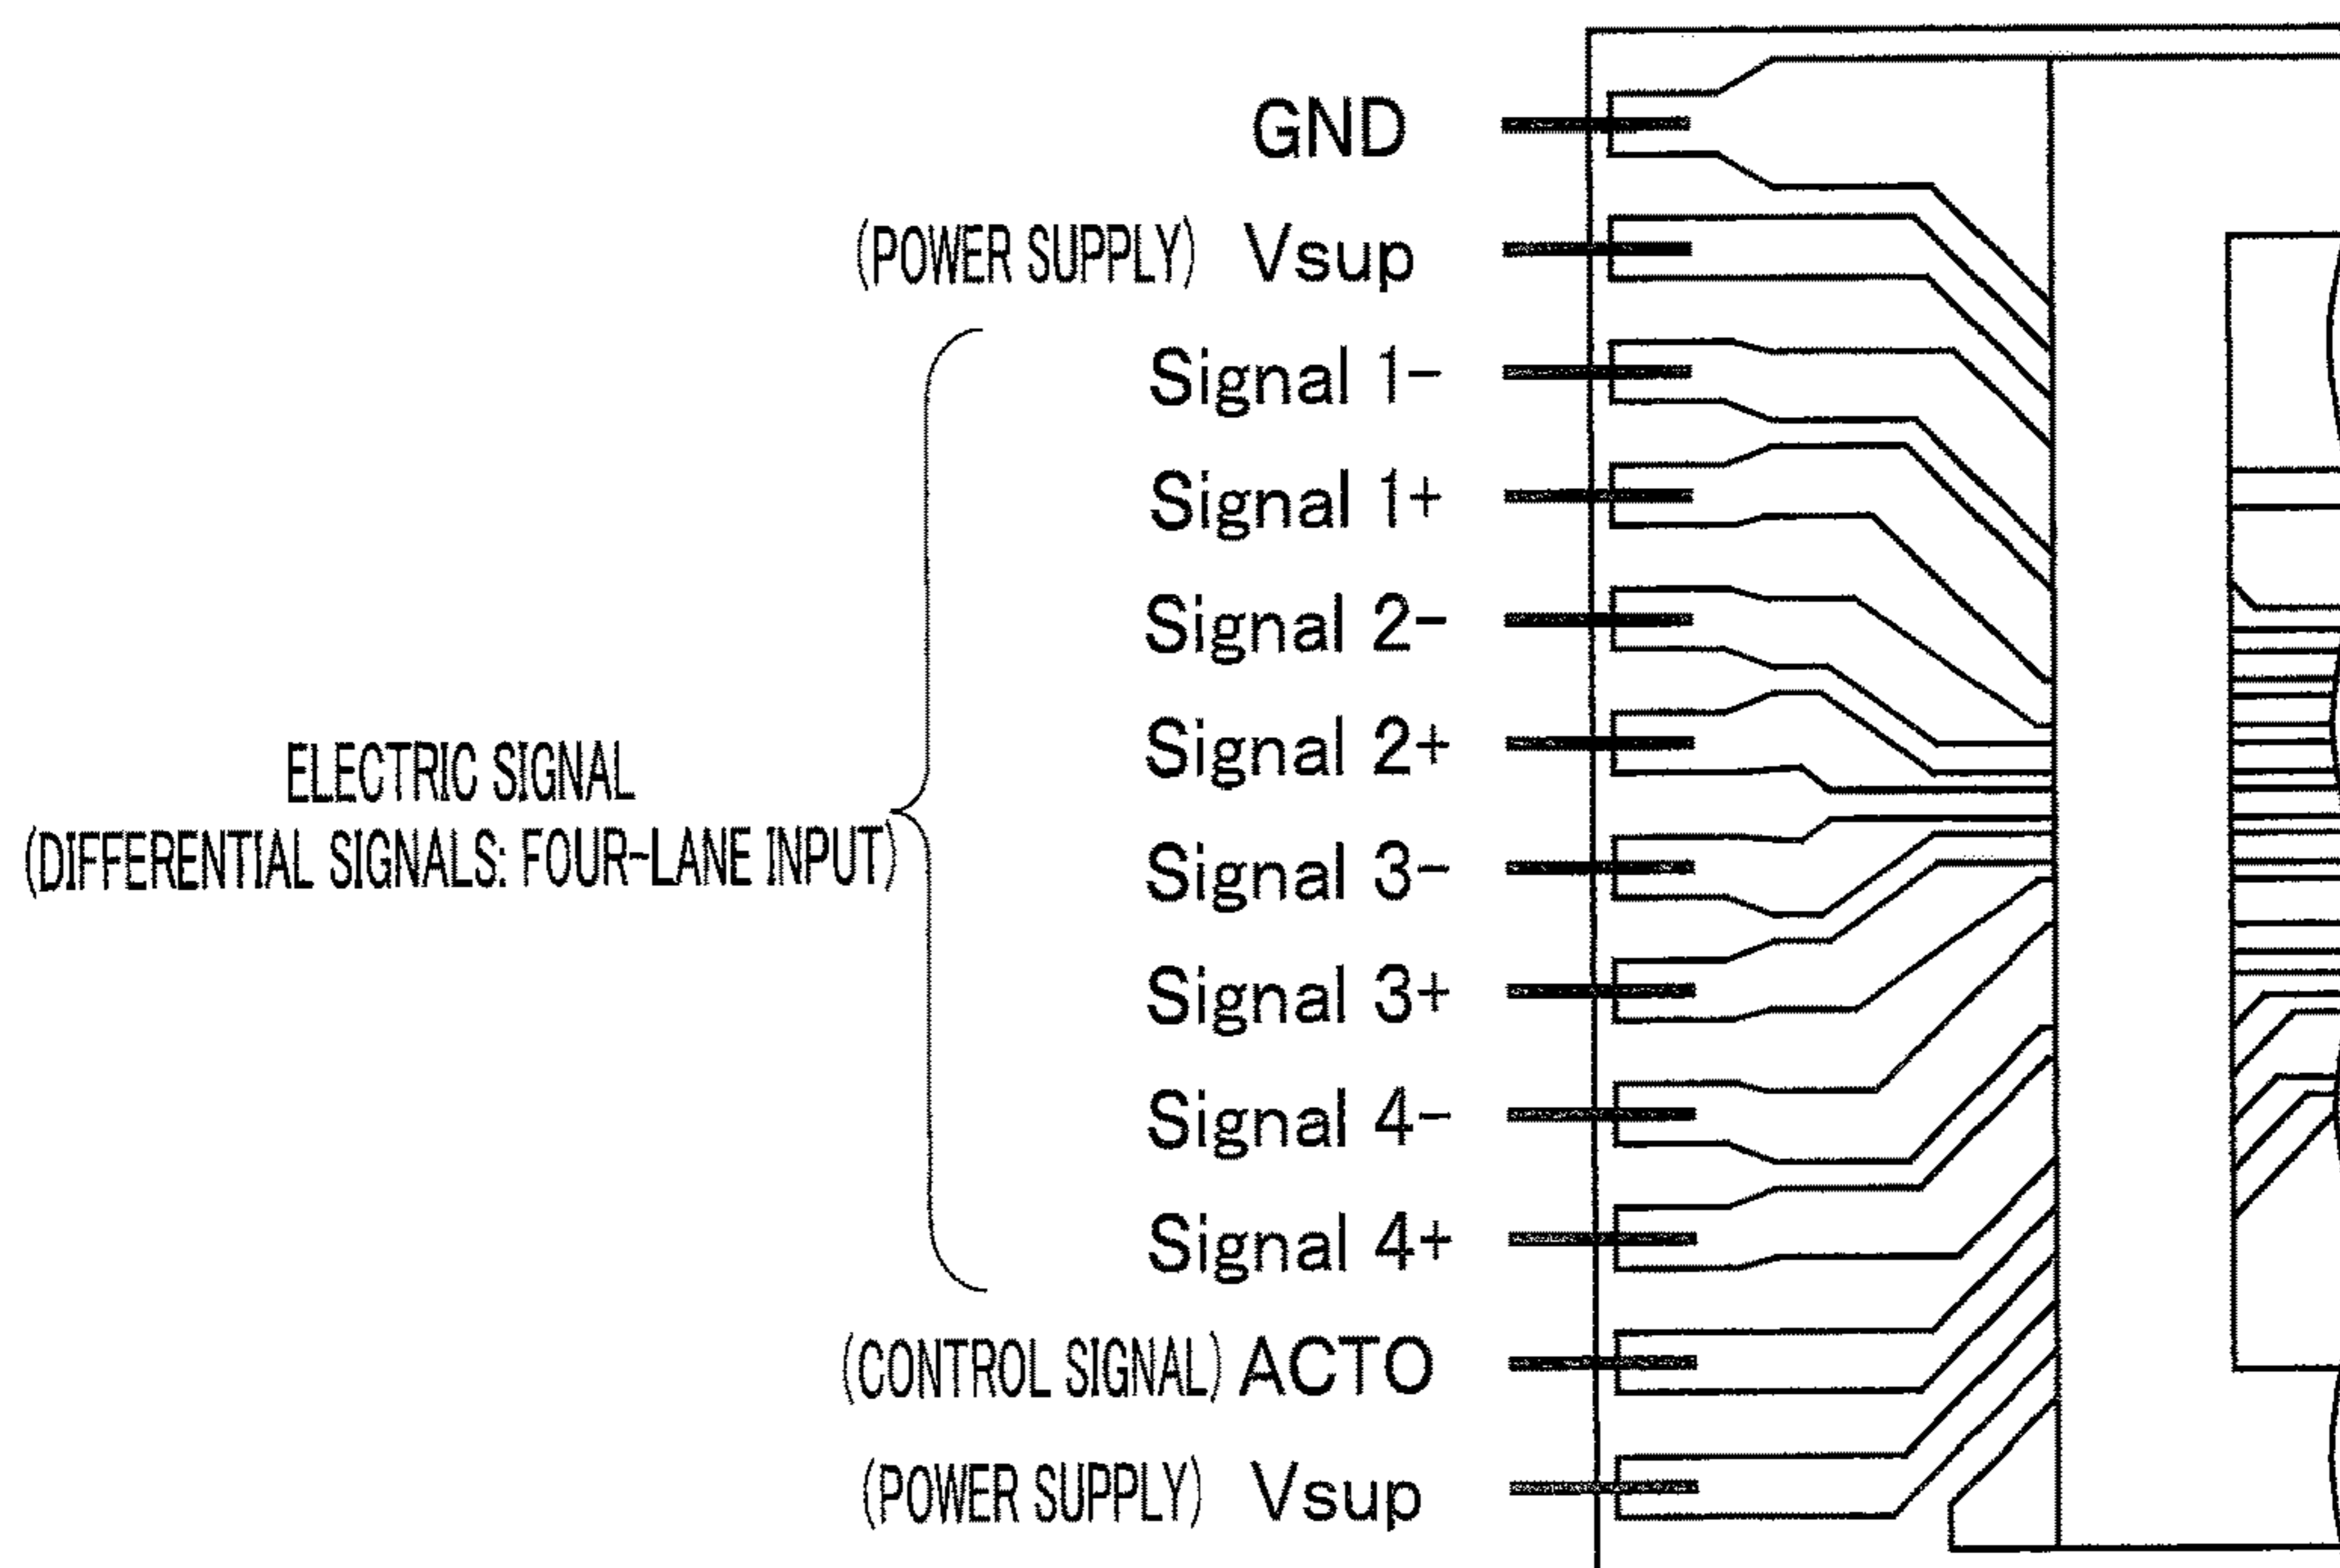 GND
(POWER SUPPLY) Vsup
Signal 1-
Signal 1+
Signal 2-
Signal 2+
ELECTRIC SIGNAL
(DIFFERENTIAL SIGNALS: FOUR-LANE INPUT)
Signal 3-
Signal 3+
Signal 4-
Signal 4+
(CONTROL SIGNAL) ACTO
(POWER SUPPLY) Vsup